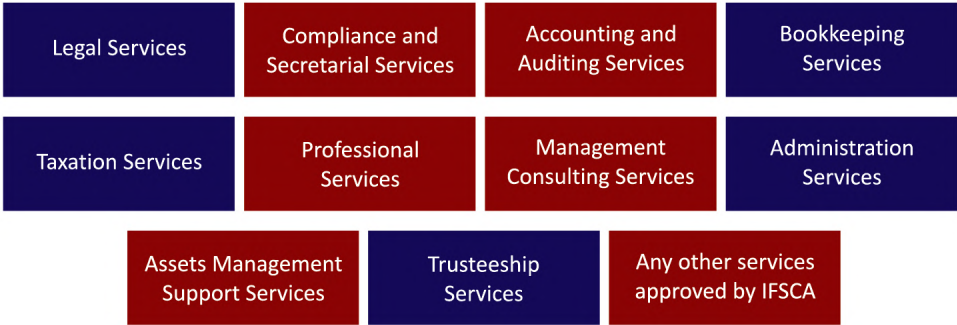 Legal Services
Compliance and
Secretarial Services
Accounting and
Auditing Services
Bookkeeping
Services
Taxation Services
Professional
Services
Management
Consulting Services
Administration
Services
Assets Management
Support Services
Trusteeship
Services
Any other services
approved by IFSCA